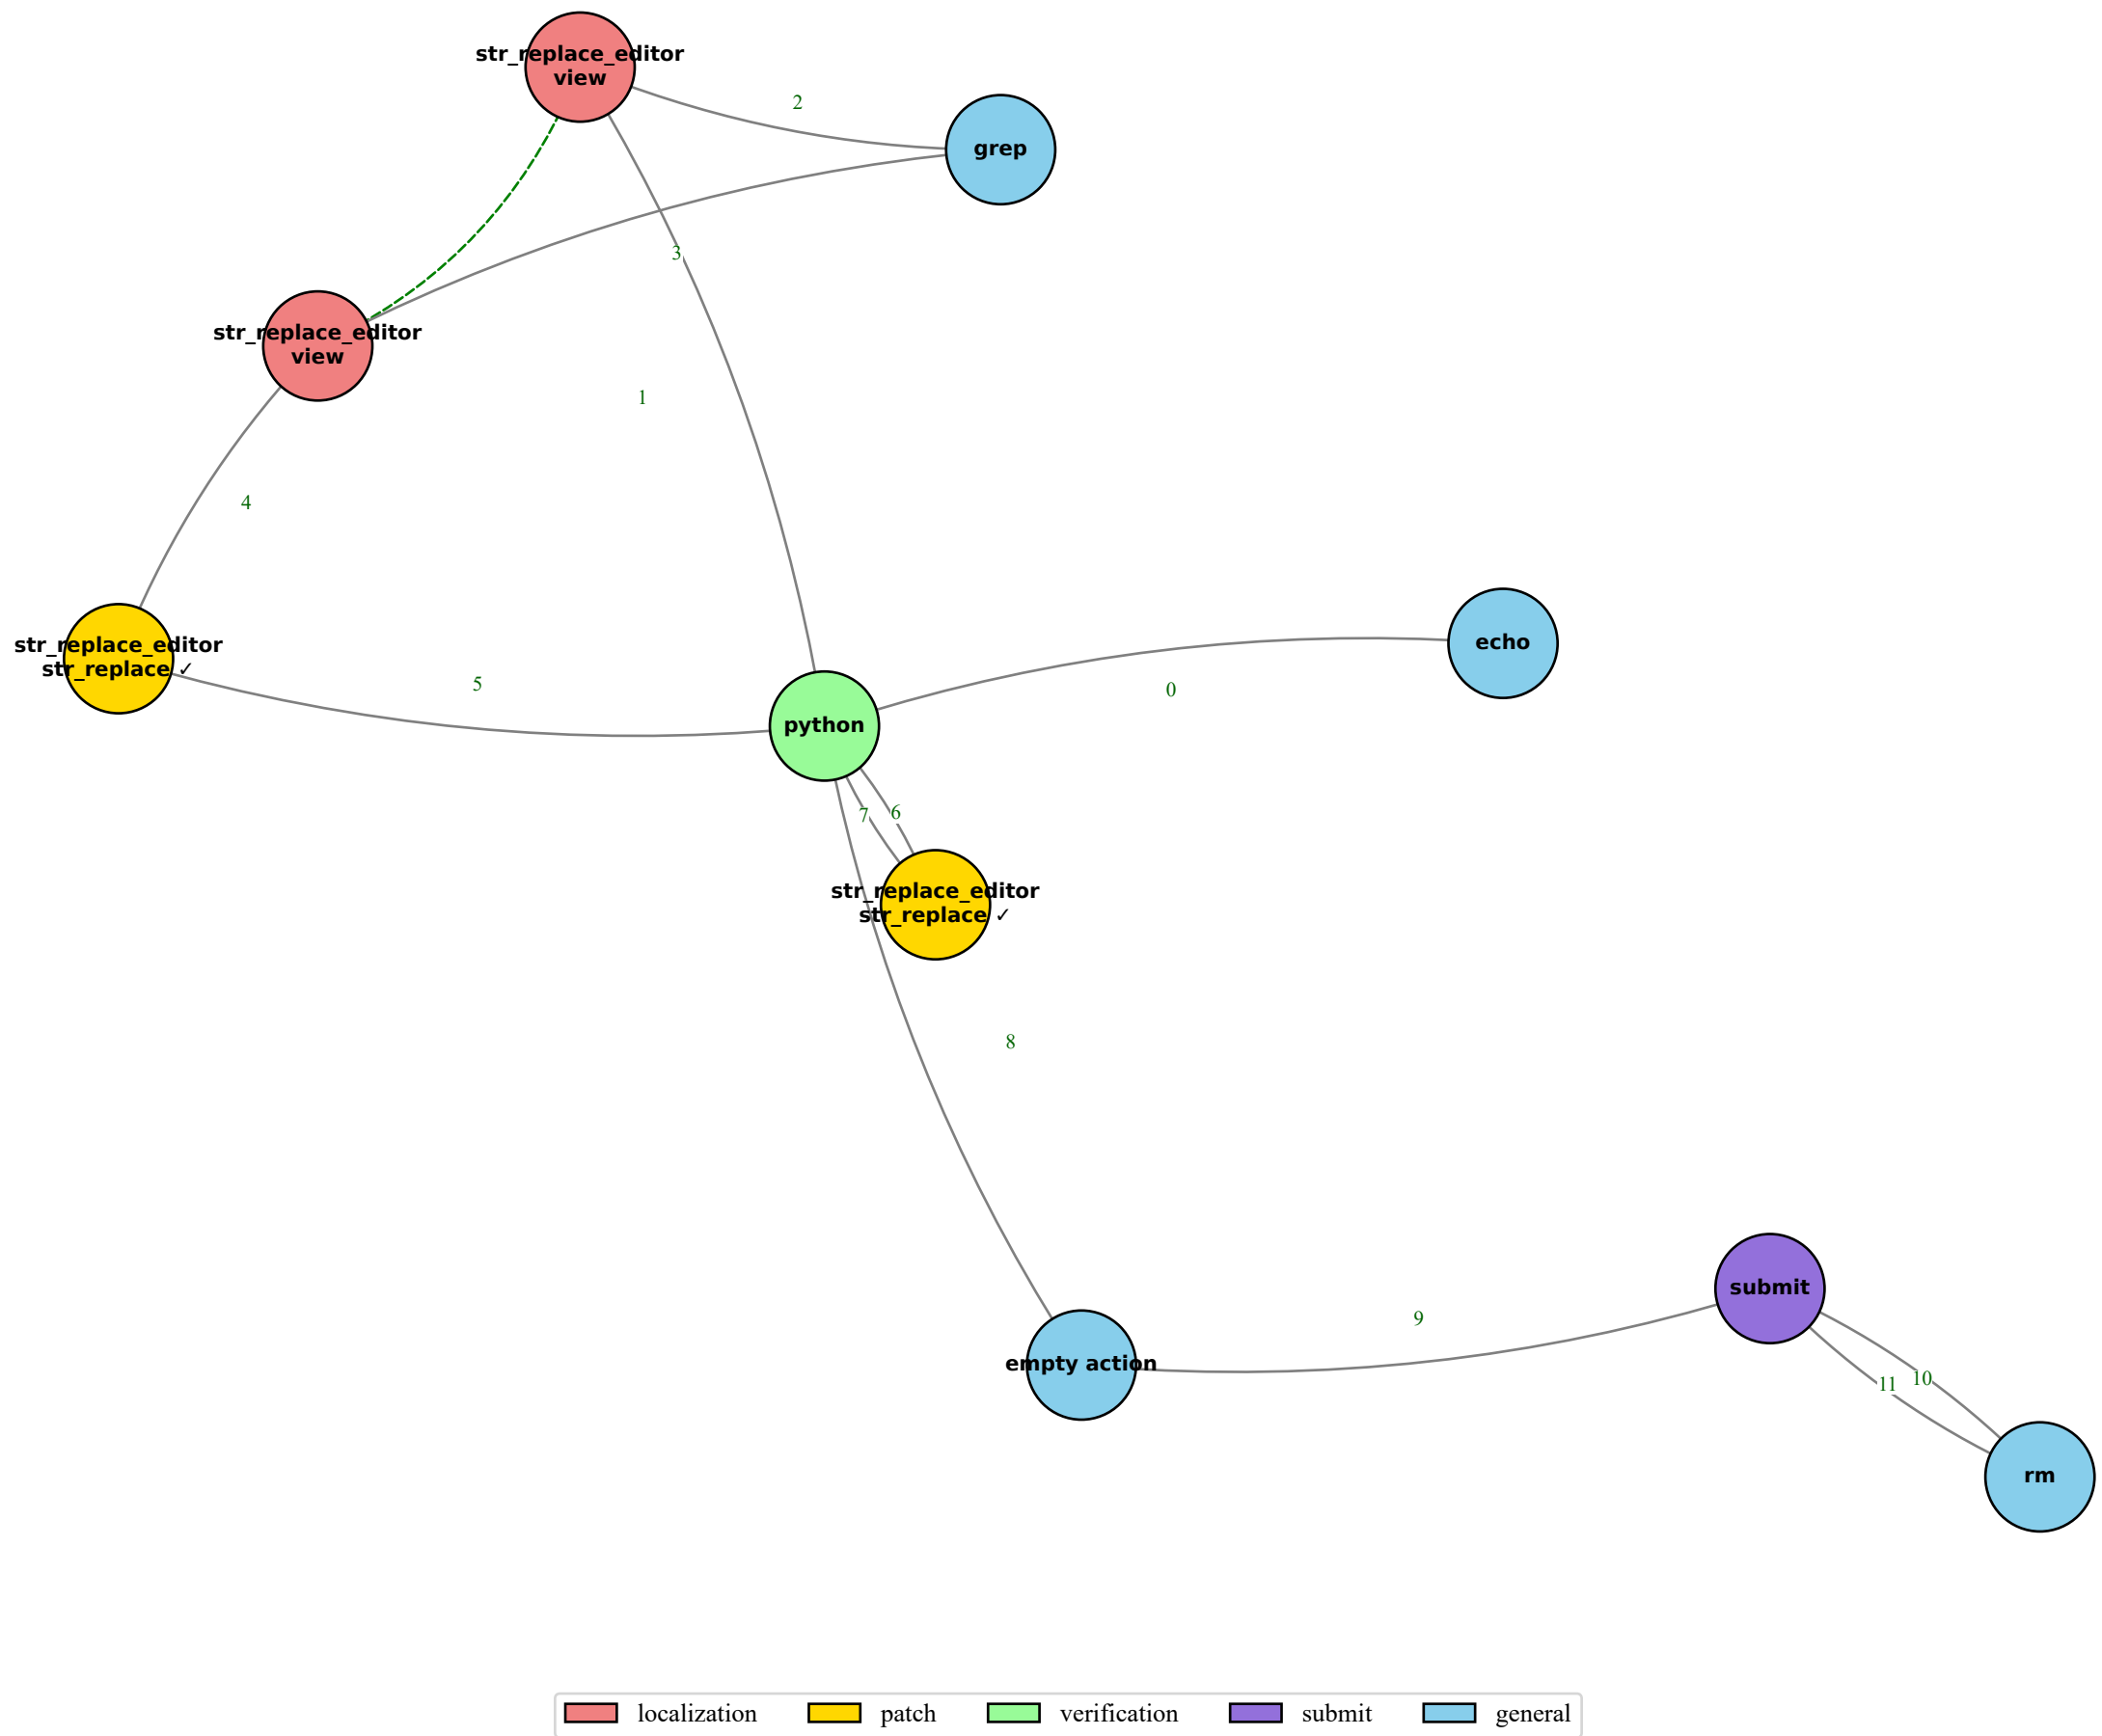 str_replace_editor
view
2
grep
3
str_replace_editor
view
1
4
str_replace_editor
str_replace ✓
5
python
echo
0
7
6
str_replace_editor
str_replace ✓
8
submit
9
empty action
11
10
rm
localization
patch
verification
submit
general